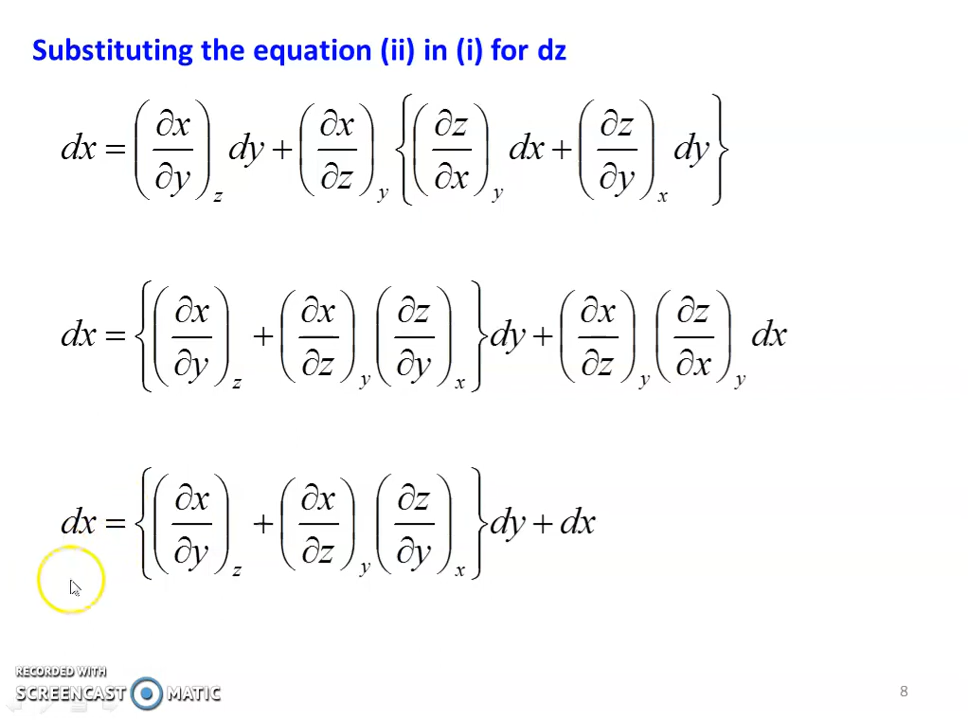 Substituting the equation (ii) in (i) for dz
dx = (∂x/∂y)_z dy + (∂x/∂z)_y {(∂z/∂x)_y dx + (∂z/∂y)_x dy}
dx = {(∂x/∂y)_z + (∂x/∂z)_y (∂z/∂y)_x} dy + (∂x/∂z)_y (∂z/∂x)_y dx
dx = {(∂x/∂y)_z + (∂x/∂z)_y (∂z/∂y)_x} dy + dx
RECORDED WITH
SCREENCAST MATIC
8